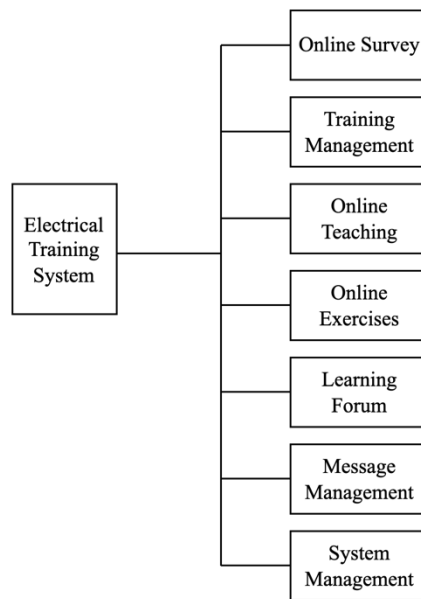 Online Survey
Training
Management
Electrical
Training
System
Online
Teaching
Online
Exercises
Learning
Forum
Message
Management
System
Management